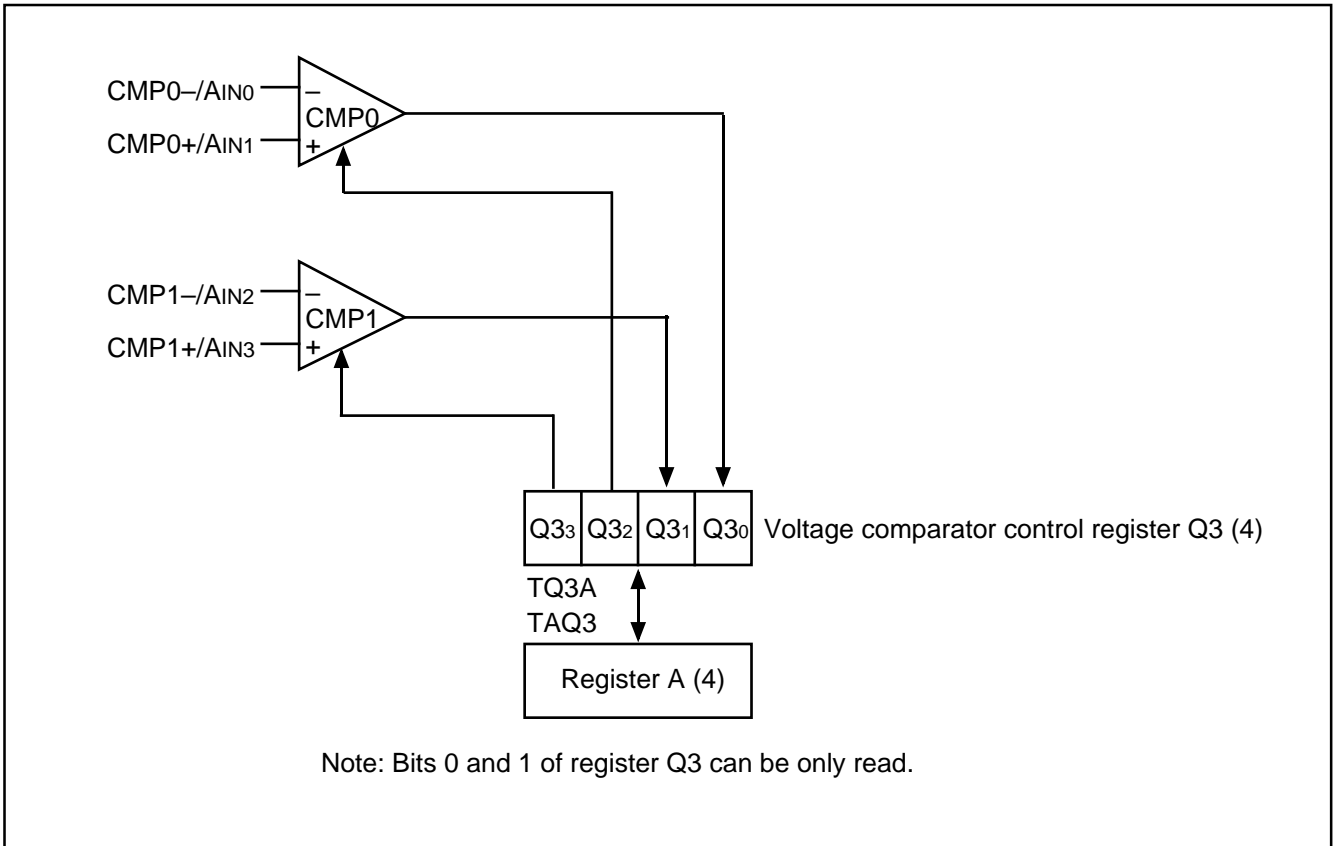 CMP0–/AIN0
–
CMP0
CMP0+/AIN1
+
CMP1–/AIN2
–
CMP1
CMP1+/AIN3
+
Q33 Q32 Q31 Q30 Voltage comparator control register Q3 (4)
TQ3A
TAQ3
Register A (4)
Note: Bits 0 and 1 of register Q3 can be only read.